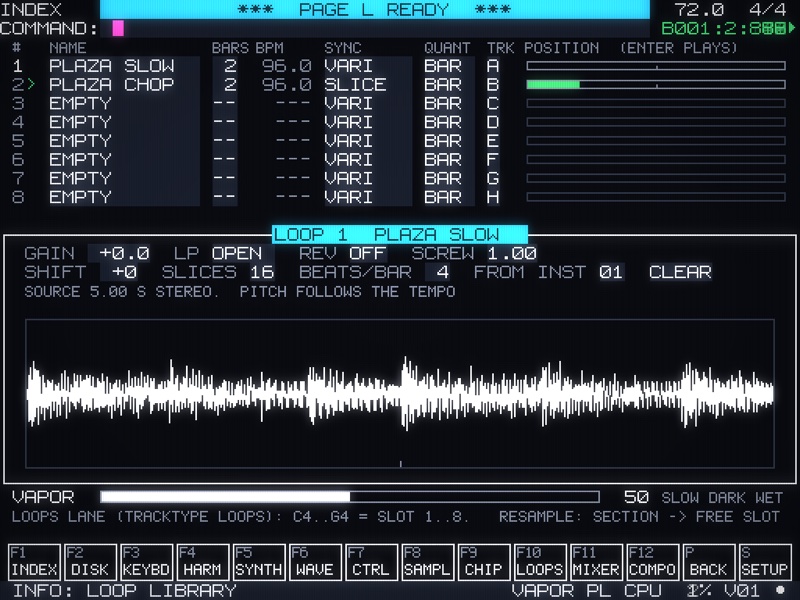 INDEX *** PAGE L READY *** 72.0 4/4
COMMAND: B001:2:8
# NAME BARS BPM SYNC QUANT TRK POSITION (ENTER PLAYS)
1 PLAZA SLOW 2 96.0 VARI BAR A
2> PLAZA CHOP 2 96.0 SLICE BAR B
3 EMPTY -- --- VARI BAR C
4 EMPTY -- --- VARI BAR D
5 EMPTY -- --- VARI BAR E
6 EMPTY -- --- VARI BAR F
7 EMPTY -- --- VARI BAR G
8 EMPTY -- --- VARI BAR H
LOOP 1 PLAZA SLOW
GAIN +0.0 LP OPEN REV OFF SCREW 1.00
SHIFT +0 SLICES 16 BEATS/BAR 4 FROM INST 01 CLEAR
SOURCE 5.00 S STEREO. PITCH FOLLOWS THE TEMPO
VAPOR 50 SLOW DARK WET
LOOPS LANE (TRACKTYPE LOOPS): C4..G4 = SLOT 1..8. RESAMPLE: SECTION -> FREE SLOT
F1 F2 F3 F4 F5 F6 F7 F8 F9 F10 F11 F12 P S
INDEX DISK KEYBD HARM SYNTH WAVE CTRL SAMPL CHIP LOOPS MIXER COMPO BACK SETUP
INFO: LOOP LIBRARY VAPOR PL CPU V01